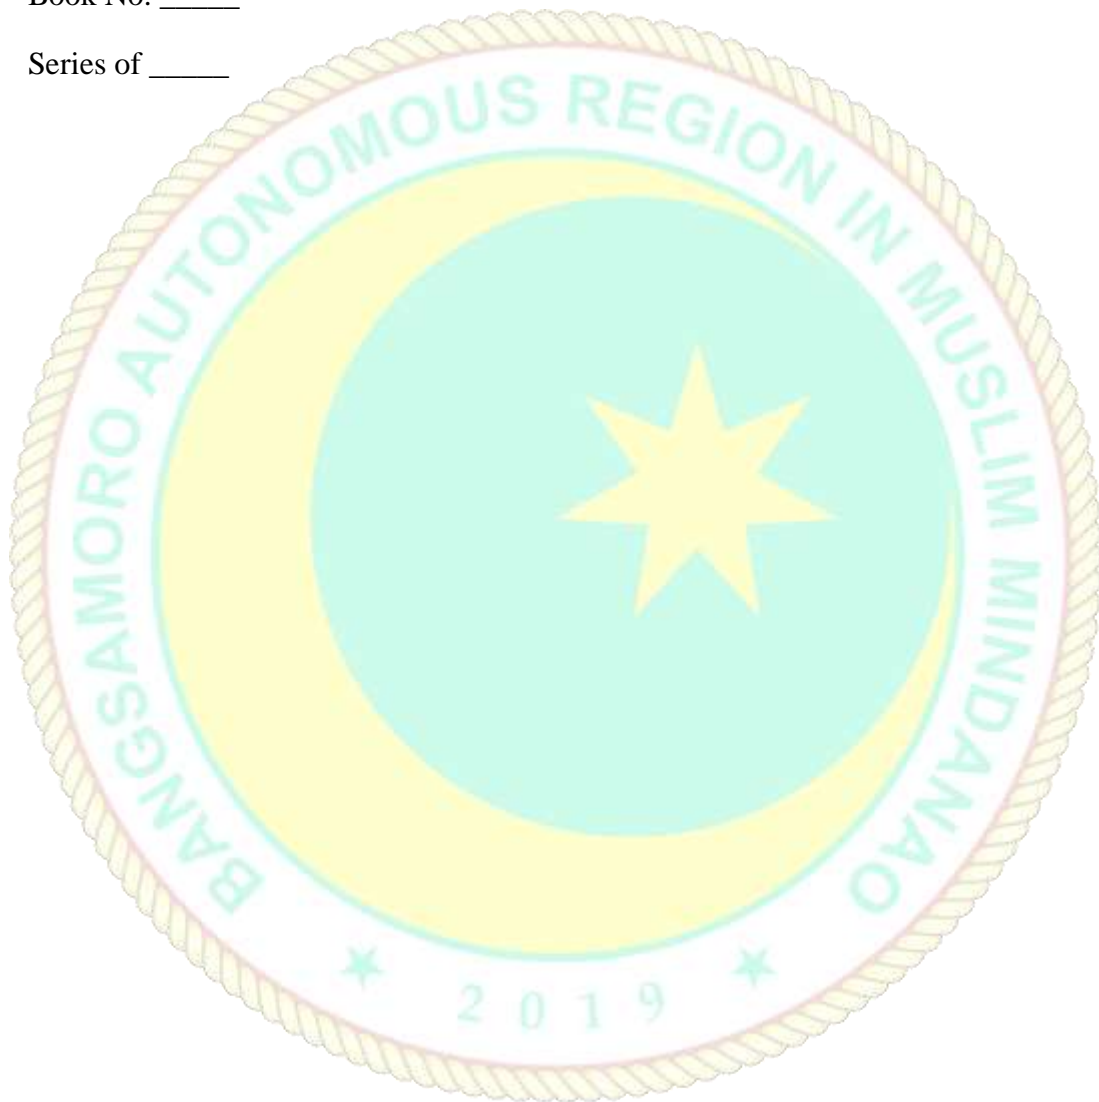 Book No. _____
Series of _____
BANGSAMORO AUTONOMOUS REGION IN MUSLIM MINDANAO
2019